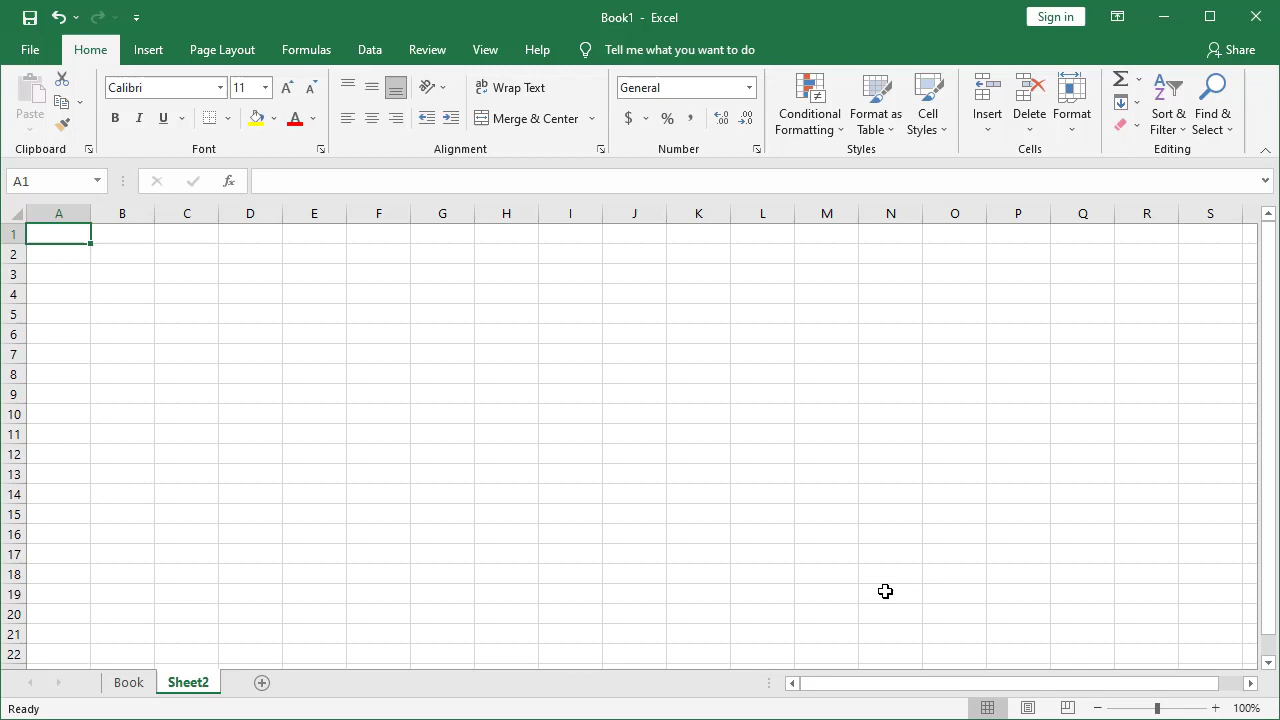 Book1 - Excel
Sign in
File Home Insert Page Layout Formulas Data Review View Help Tell me what you want to do Share
Paste
Clipboard
Calibri 11
B I U A
Font
Wrap Text
Merge & Center
Alignment
General
$ % ,
Number
Conditional Formatting
Format as Table
Cell Styles
Styles
Insert Delete Format
Cells
Sort & Filter
Find & Select
Editing
A1
fx
A B C D E F G H I J K L M N O P Q R S
1
2
3
4
5
6
7
8
9
10
11
12
13
14
15
16
17
18
19
20
21
22
Book Sheet2
Ready
100%